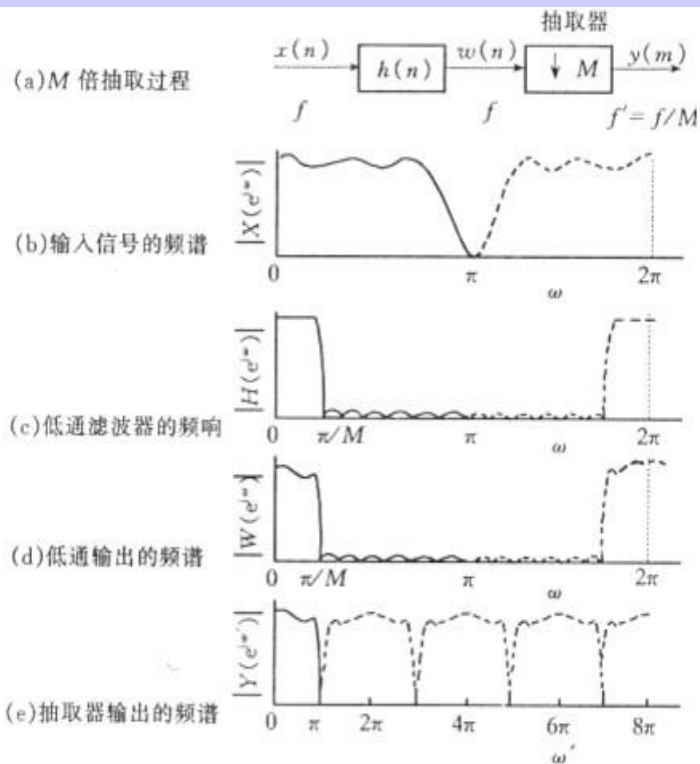 抽取器
x(n)
h(n)
w(n)
↓ M
y(m)
(a)M 倍抽取过程
f
f
f′= f/M
|X(e^{jω})|
(b)输入信号的频谱
0
π
2π
ω
|H(e^{jω})|
(c)低通滤波器的频响
0
π/M
π
2π
ω
|W(e^{jω})|
(d)低通输出的频谱
0
π/M
π
2π
ω
|Y(e^{jω′})|
(e)抽取器输出的频谱
0
π
2π
4π
6π
8π
ω′